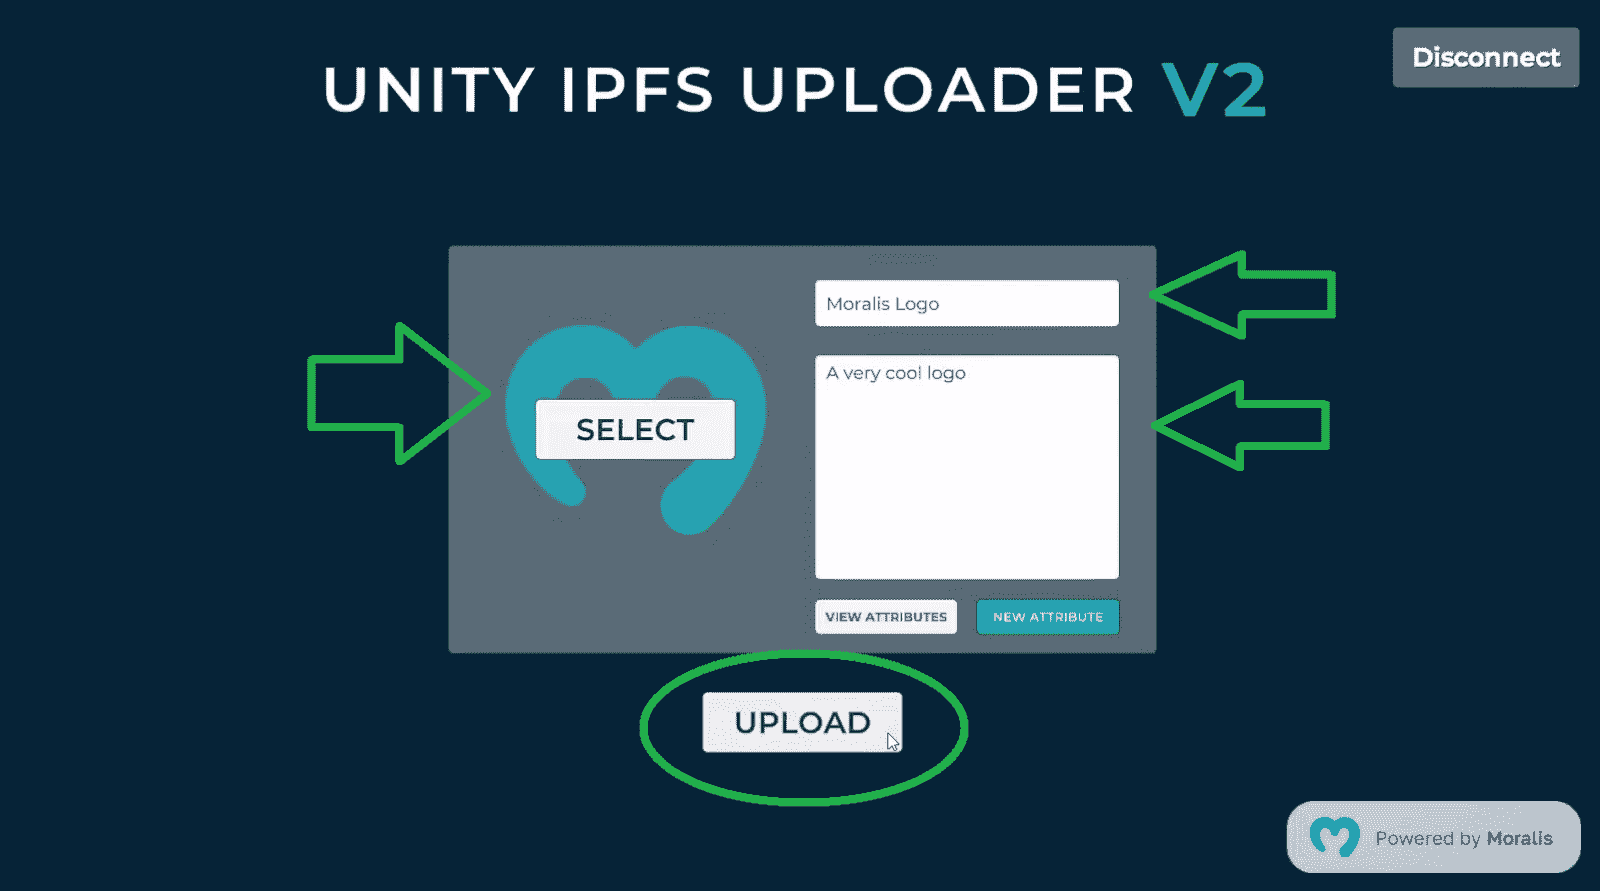 Disconnect
UNITY IPFS UPLOADER V2
Moralis Logo
A very cool logo
SELECT
VIEW ATTRIBUTES
NEW ATTRIBUTE
UPLOAD
Powered by Moralis